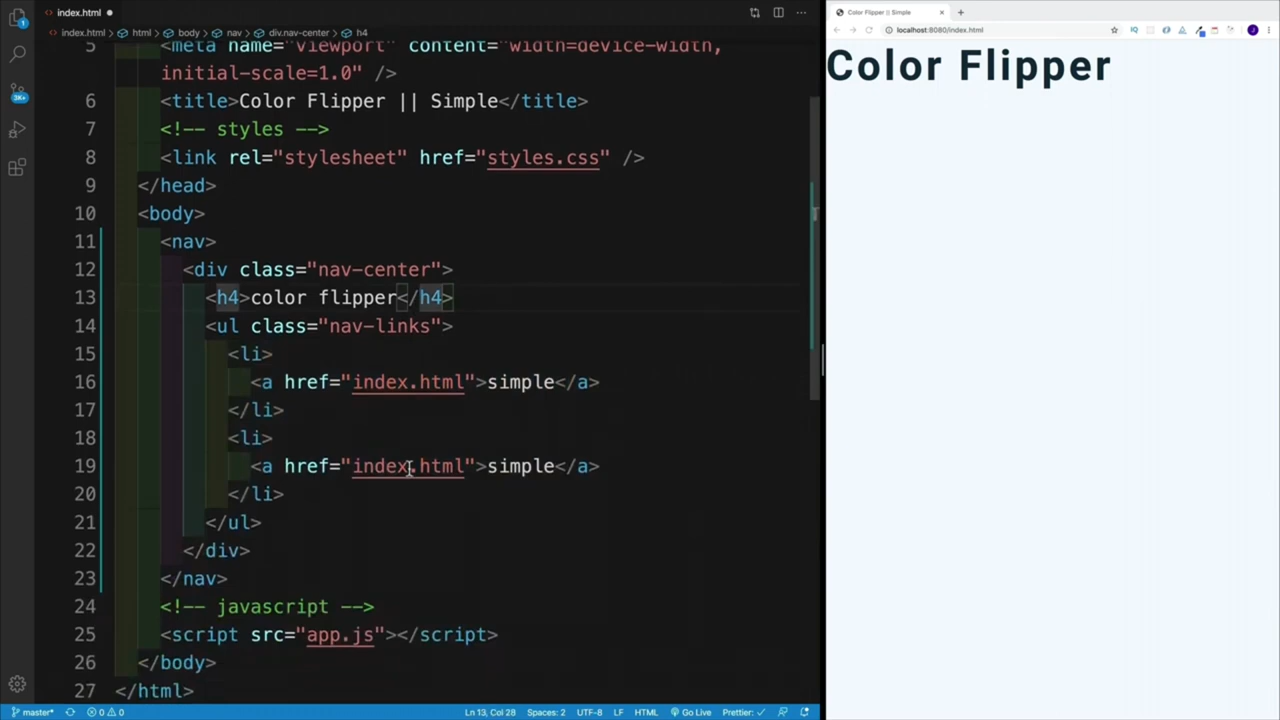 index.html
index.html > html > body > nav > div.nav-center > h4
5 <meta name="viewport" content="width=device-width,
initial-scale=1.0" />
6 <title>Color Flipper || Simple</title>
7 <!-- styles -->
8 <link rel="stylesheet" href="styles.css" />
9 </head>
10 <body>
11 <nav>
12 <div class="nav-center">
13 <h4>color flipper</h4>
14 <ul class="nav-links">
15 <li>
16 <a href="index.html">simple</a>
17 </li>
18 <li>
19 <a href="index.html">simple</a>
20 </li>
21 </ul>
22 </div>
23 </nav>
24 <!-- javascript -->
25 <script src="app.js"></script>
26 </body>
27 </html>
1
3K+
master* 0 0 Ln 13, Col 28 Spaces: 2 UTF-8 LF HTML Go Live Prettier: ✓
Color Flipper || Simple
localhost:8080/index.html
J
Color Flipper